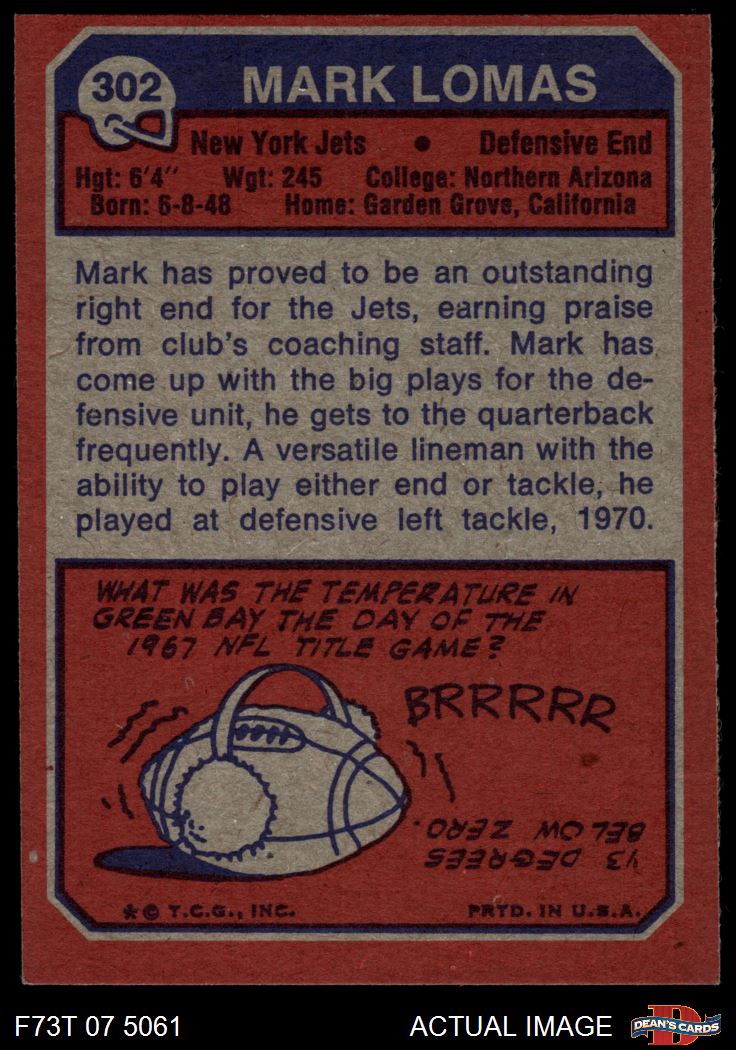 302
MARK LOMAS
New York Jets • Defensive End
Hgt: 6'4" Wgt: 245 College: Northern Arizona
Born: 6-8-48 Home: Garden Grove, California
Mark has proved to be an outstanding
right end for the Jets, earning praise
from club's coaching staff. Mark has
come up with the big plays for the de-
fensive unit, he gets to the quarterback
frequently. A versatile lineman with the
ability to play either end or tackle, he
played at defensive left tackle, 1970.
WHAT WAS THE TEMPERATURE IN
GREEN BAY THE DAY OF THE
1967 NFL TITLE GAME?
BRRRRR
13 DEGREES
BELOW ZERO.
★ © T.C.G., INC. PRTD. IN U.S.A.
F73T 07 5061 ACTUAL IMAGE
DEAN'S CARDS